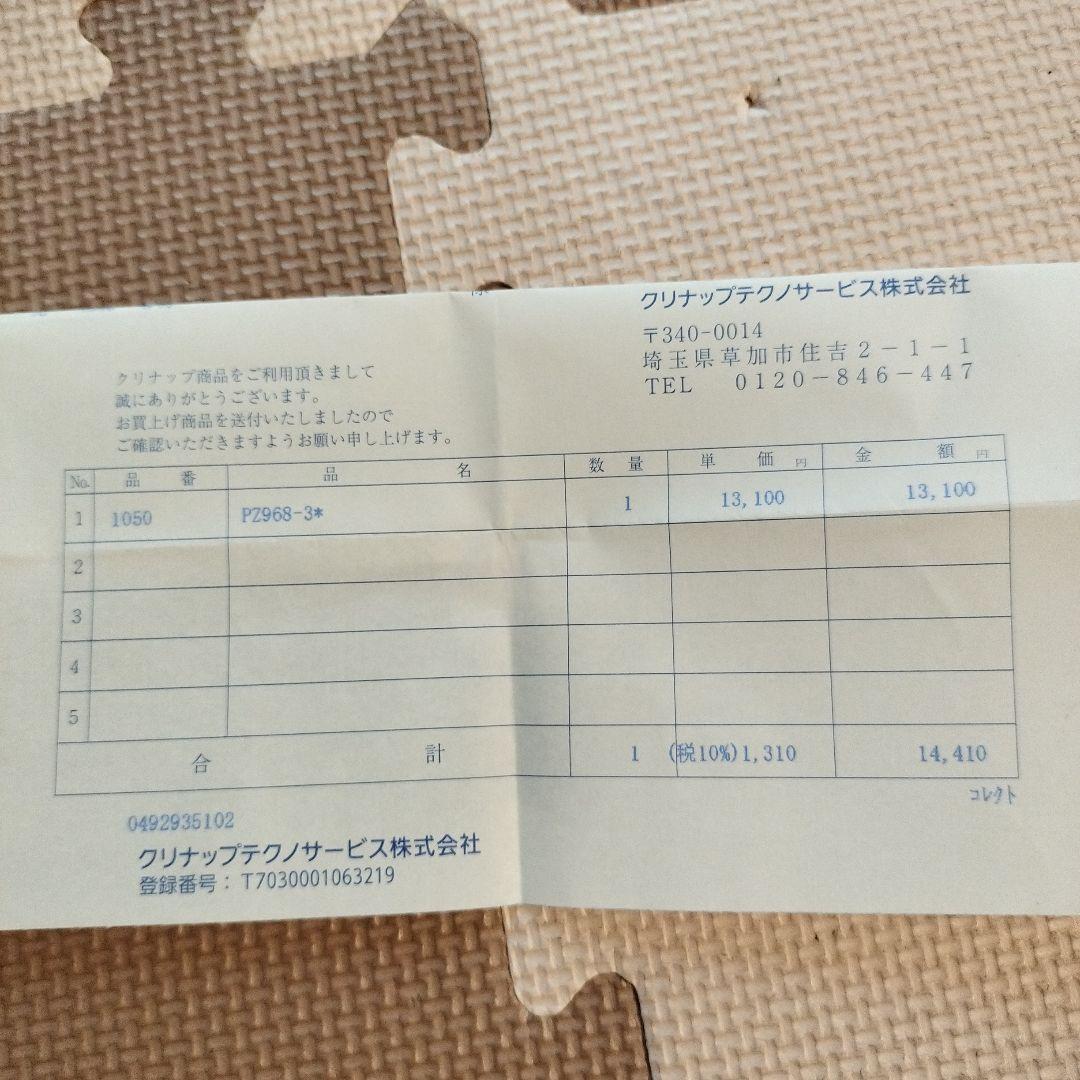 クリナップテクノサービス株式会社
〒340-0014
埼玉県草加市住吉2-1-1
TEL 0120-846-447
クリナップ商品をご利用頂きまして
誠にありがとうございます。
お買上げ商品を送付いたしましたので
ご確認いただきますようお願い申し上げます。
No. 品番 品名 数量 単価円 金額円
1 1050 PZ968-3* 1 13,100 13,100
2
3
4
5
合計 1 (税10%)1,310 14,410
コレクト
0492935102
クリナップテクノサービス株式会社
登録番号：T7030001063219